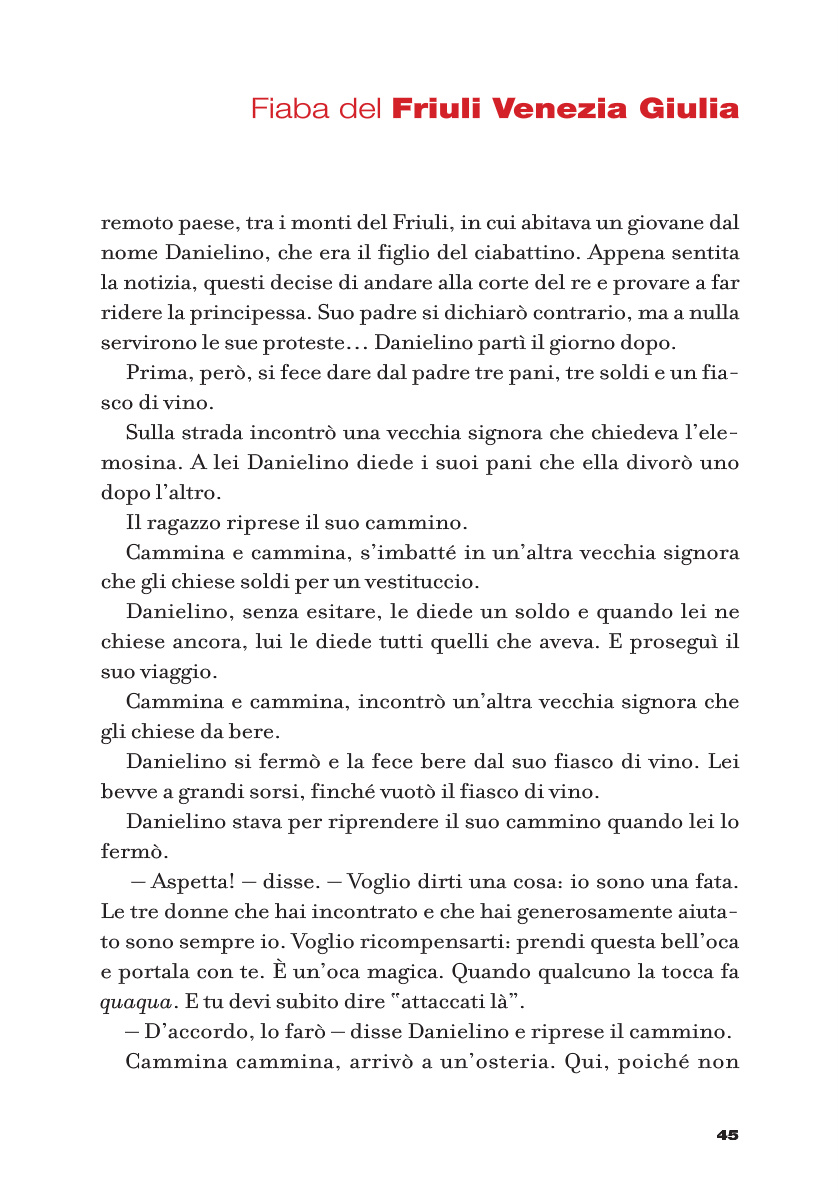 Fiaba del Friuli Venezia Giulia
remoto paese, tra i monti del Friuli, in cui abitava un giovane dal
nome Danielino, che era il figlio del ciabattino. Appena sentita
la notizia, questi decise di andare alla corte del re e provare a far
ridere la principessa. Suo padre si dichiarò contrario, ma a nulla
servirono le sue proteste… Danielino partì il giorno dopo.
Prima, però, si fece dare dal padre tre pani, tre soldi e un fia-
sco di vino.
Sulla strada incontrò una vecchia signora che chiedeva l’ele-
mosina. A lei Danielino diede i suoi pani che ella divorò uno
dopo l’altro.
Il ragazzo riprese il suo cammino.
Cammina e cammina, s’imbatté in un’altra vecchia signora
che gli chiese soldi per un vestituccio.
Danielino, senza esitare, le diede un soldo e quando lei ne
chiese ancora, lui le diede tutti quelli che aveva. E proseguì il
suo viaggio.
Cammina e cammina, incontrò un’altra vecchia signora che
gli chiese da bere.
Danielino si fermò e la fece bere dal suo fiasco di vino. Lei
bevve a grandi sorsi, finché vuotò il fiasco di vino.
Danielino stava per riprendere il suo cammino quando lei lo
fermò.
– Aspetta! – disse. – Voglio dirti una cosa: io sono una fata.
Le tre donne che hai incontrato e che hai generosamente aiuta-
to sono sempre io. Voglio ricompensarti: prendi questa bell’oca
e portala con te. È un’oca magica. Quando qualcuno la tocca fa
quaqua. E tu devi subito dire ‟attaccati là”.
– D’accordo, lo farò – disse Danielino e riprese il cammino.
Cammina cammina, arrivò a un’osteria. Qui, poiché non
45